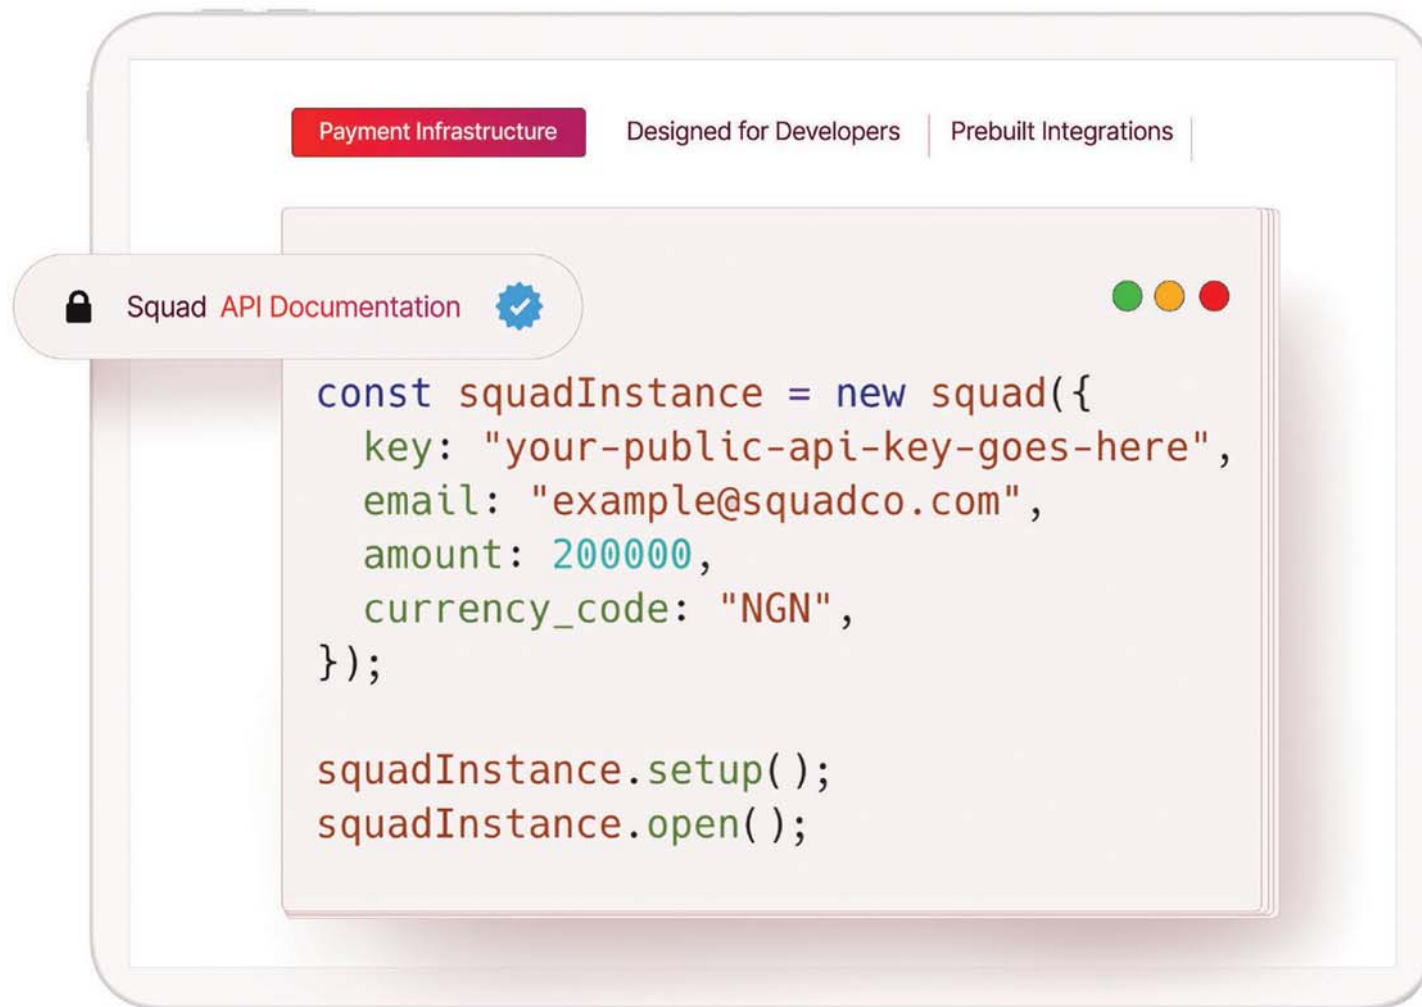 Payment Infrastructure Designed for Developers Prebuilt Integrations
Squad API Documentation
const squadInstance = new squad({
  key: "your-public-api-key-goes-here",
  email: "example@squadco.com",
  amount: 200000,
  currency_code: "NGN",
});

squadInstance.setup();
squadInstance.open();